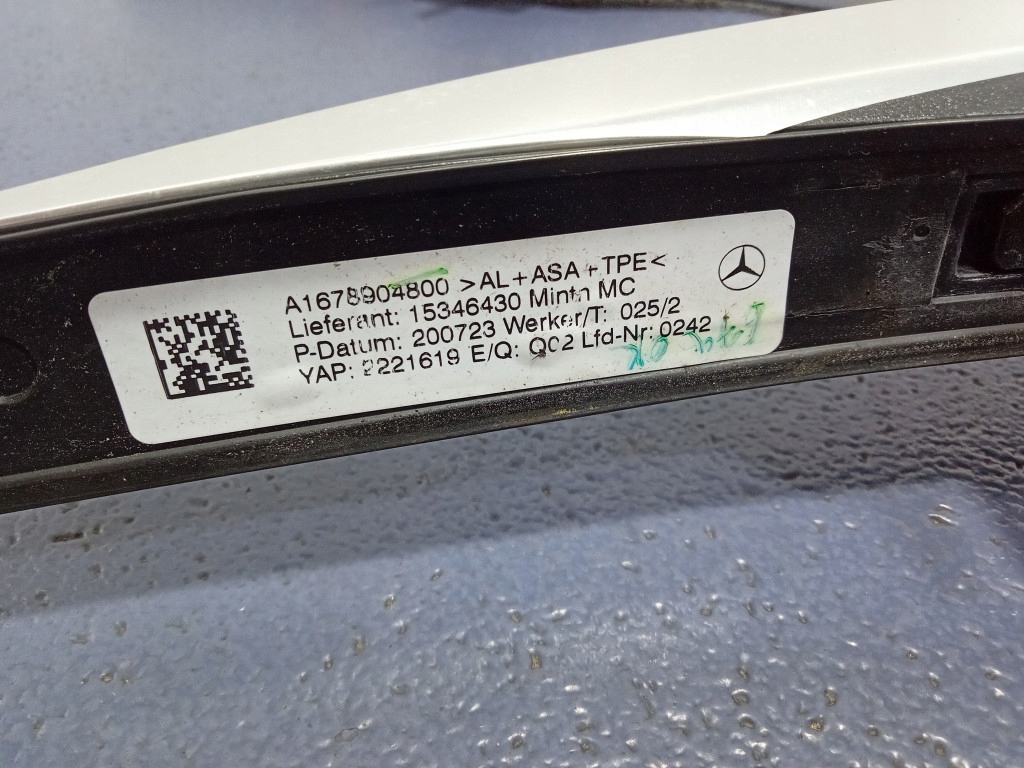 A1678904800 >AL+ASA+TPE<
Lieferant: 15346430 Minth MC
P-Datum: 200723 Werker/T: 025/2
YAP: 2221619 E/Q: Q02 Lfd-Nr: 0242
OK